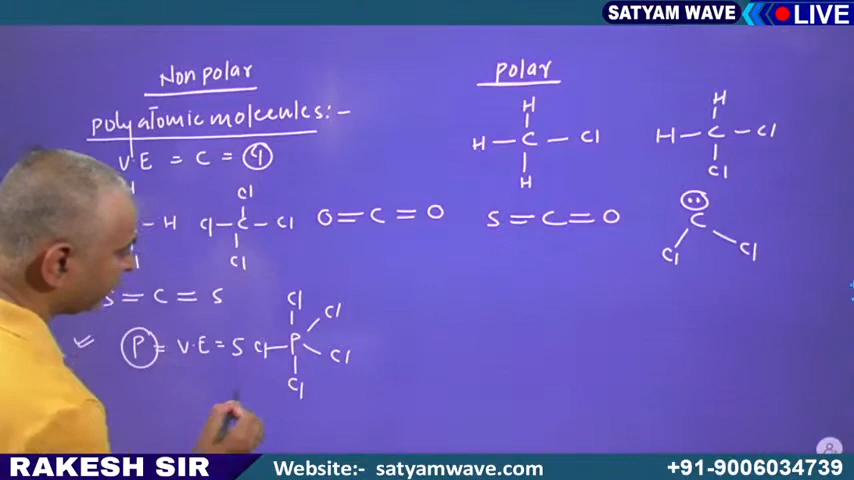 SATYAM WAVE LIVE
Non polar
polyatomic molecules:-
V.E = C = 4
H
- H
Cl
Cl-C-Cl
Cl
O=C=O
S=C=S
P= V.E = 5
Cl
Cl
Cl-P
Cl
Cl
polar
H
H-C-Cl
H
H
H-C-Cl
Cl
S=C=O
··
C
Cl Cl
RAKESH SIR
Website:- satyamwave.com
+91-9006034739